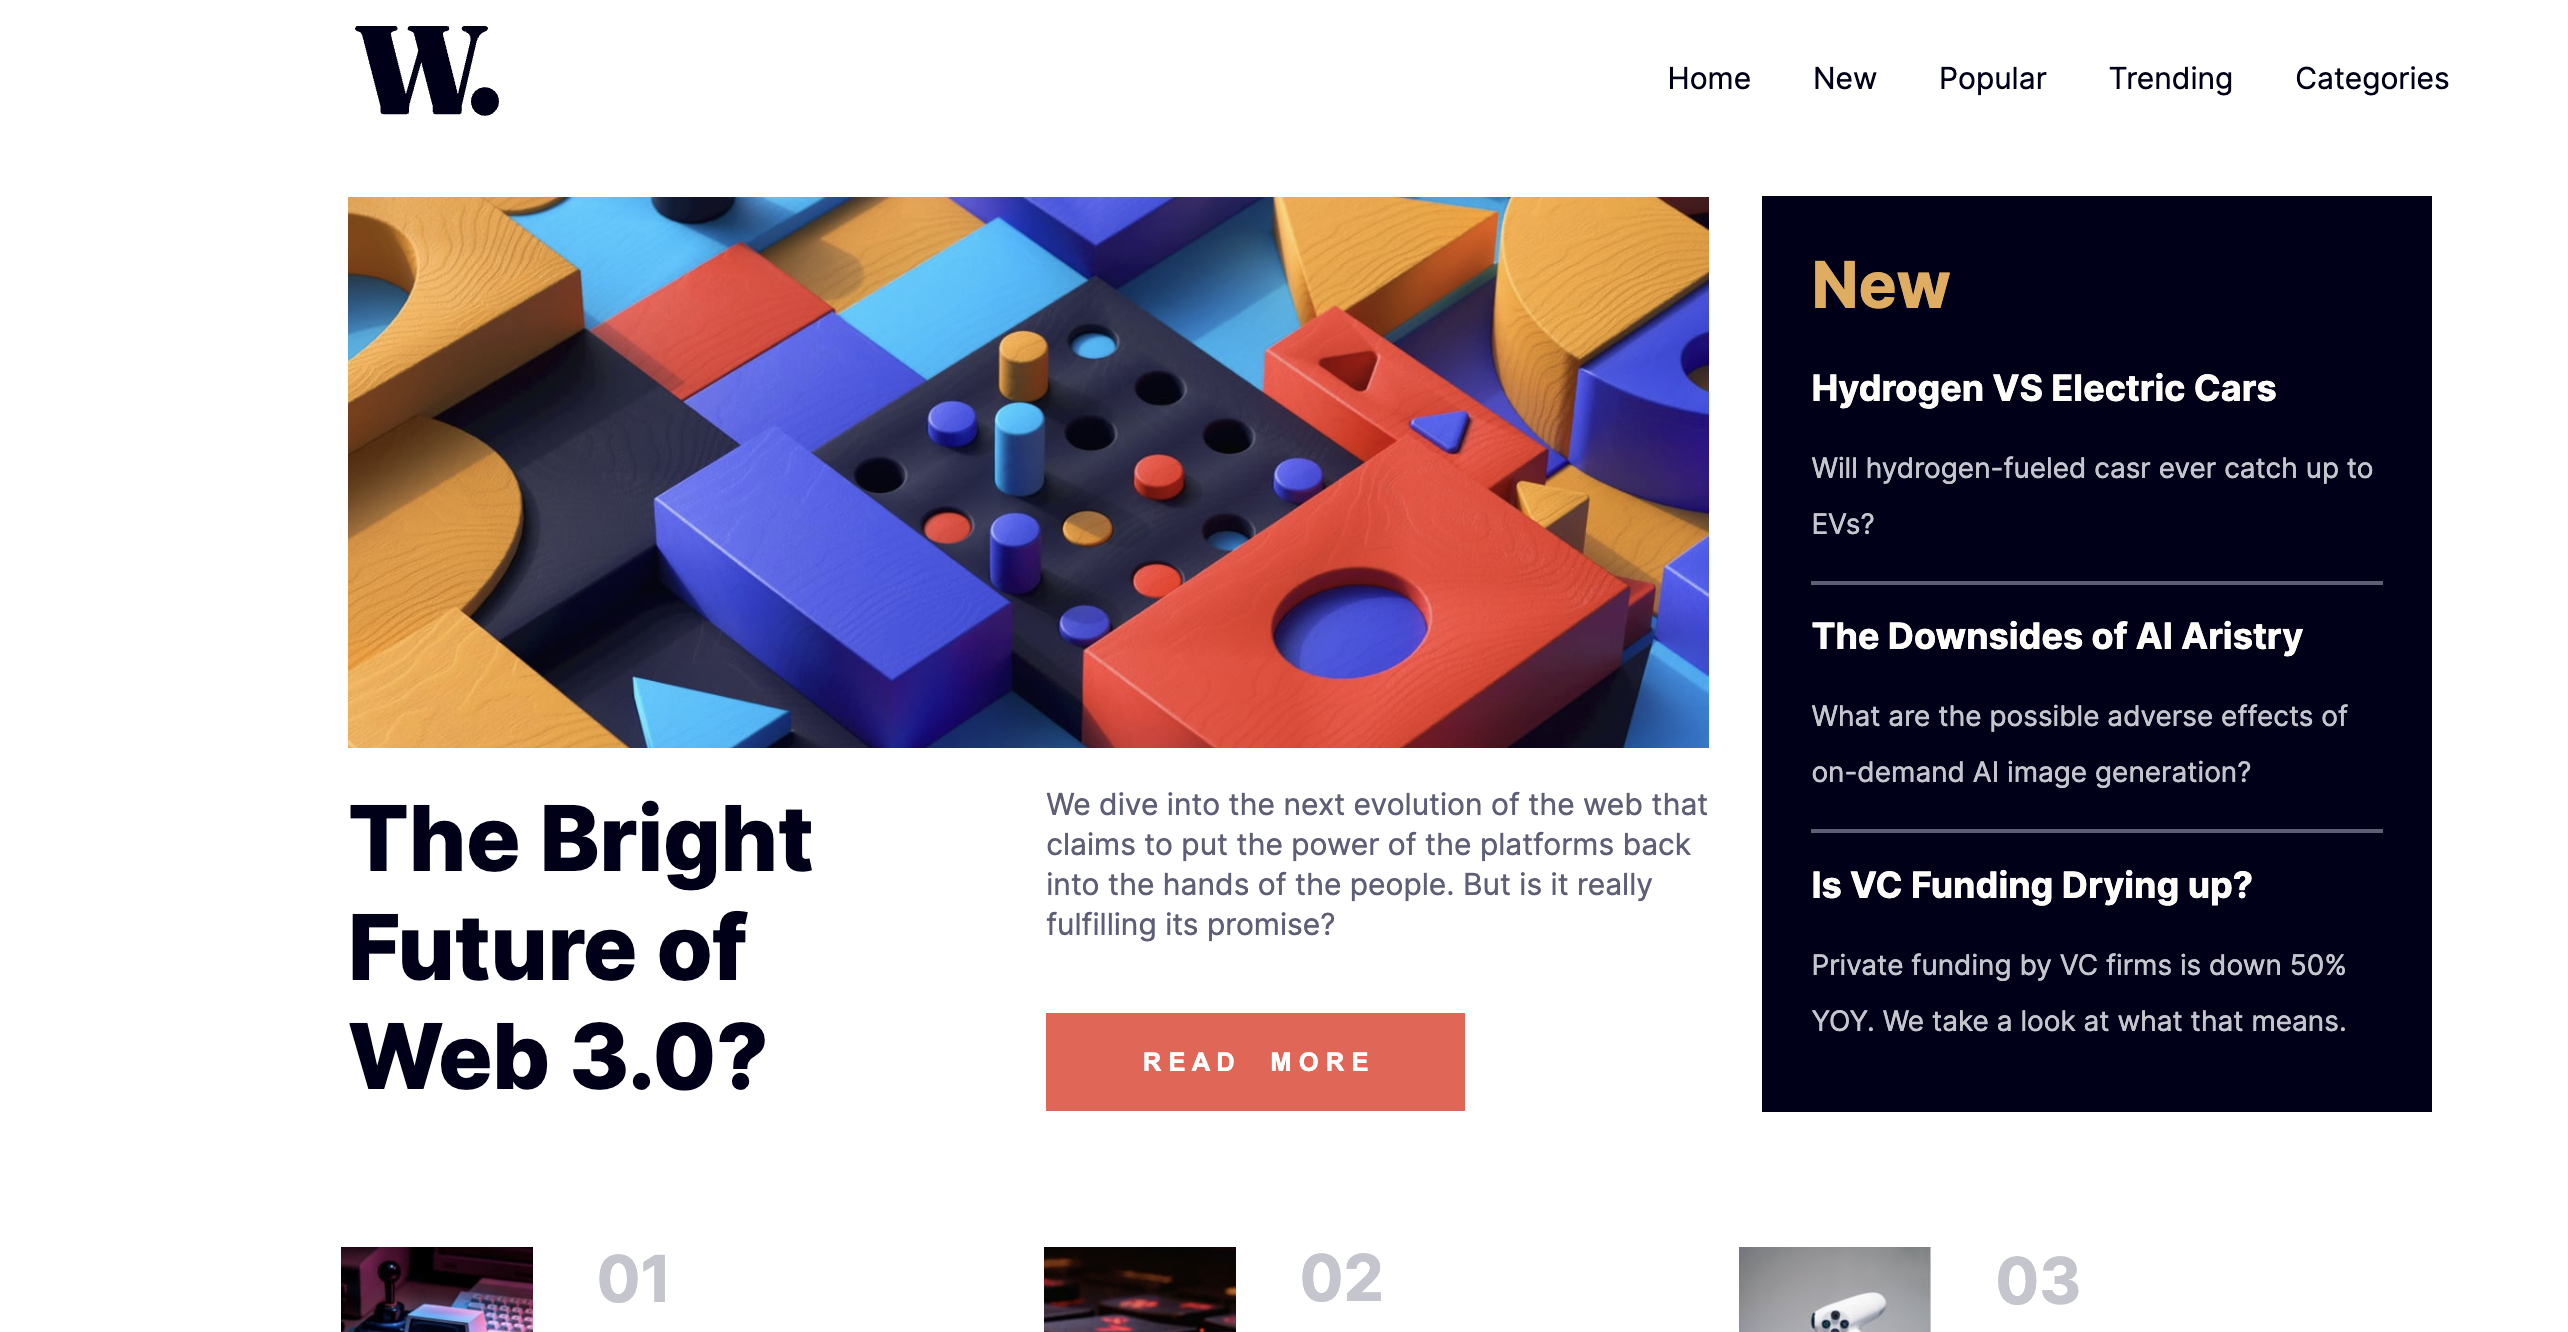 W.
Home New Popular Trending Categories
The Bright
Future of
Web 3.0?
We dive into the next evolution of the web that
claims to put the power of the platforms back
into the hands of the people. But is it really
fulfilling its promise?
READ MORE
New
Hydrogen VS Electric Cars
Will hydrogen-fueled casr ever catch up to
EVs?
The Downsides of AI Aristry
What are the possible adverse effects of
on-demand AI image generation?
Is VC Funding Drying up?
Private funding by VC firms is down 50%
YOY. We take a look at what that means.
01
02
03